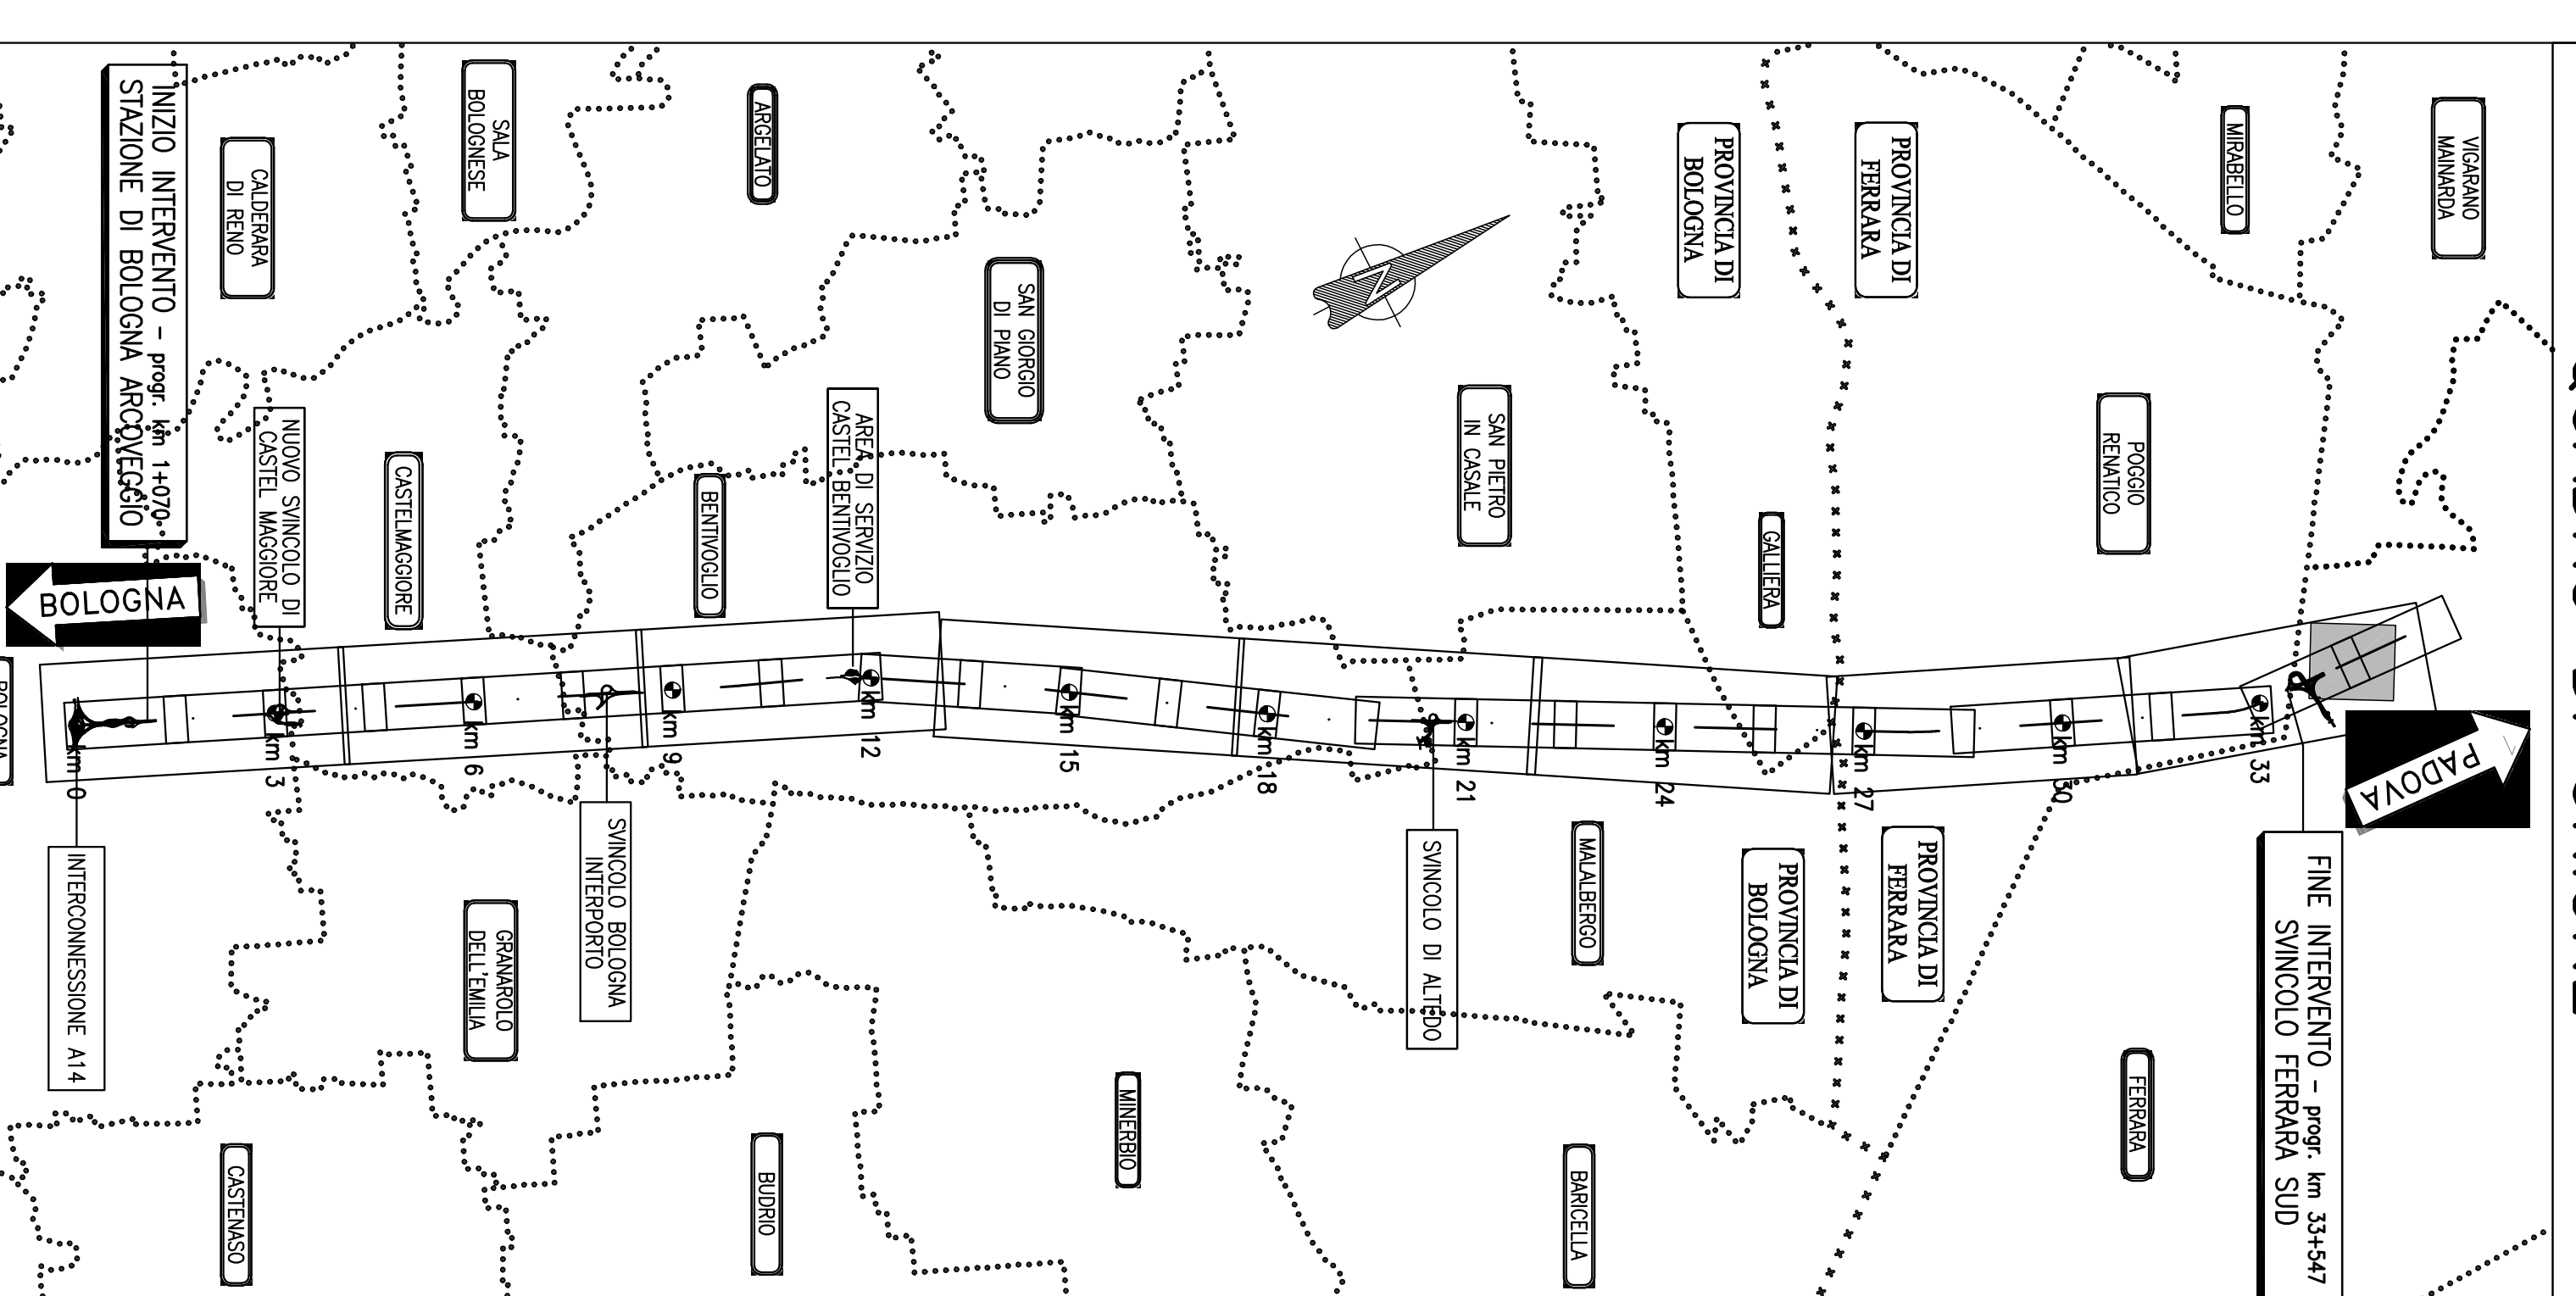 INIZIO INTERVENTO - progr. km 1+070
STAZIONE DI BOLOGNA ARCOVEGGIO
CALDERARA
DI RENO
SALA
BOLOGNESE
ARGELATO
SAN GIORGIO
DI PIANO
N
PROVINCIA DI
BOLOGNA
PROVINCIA DI
FERRARA
MIRABELLO
VIGARANO
MAINARDA
NUOVO SVINCOLO DI
CASTEL MAGGIORE
CASTELMAGGIORE
BENTIVOGLIO
AREA DI SERVIZIO
CASTEL BENTIVOGLIO
SAN PIETRO
IN CASALE
GALLIERA
POGGIO
RENATICO
BOLOGNA
PADOVA
BOLOGNA
km 0
km 3
km 6
km 9
km 12
km 15
km 18
km 21
km 24
km 27
km 30
km 33
INTERCONNESSIONE A14
GRANAROLO
DELL'EMILIA
SVINCOLO BOLOGNA
INTERPORTO
SVINCOLO DI ALTEDO
MALALBERGO
PROVINCIA DI
BOLOGNA
PROVINCIA DI
FERRARA
FINE INTERVENTO - progr. km 33+547
SVINCOLO FERRARA SUD
CASTENASO
BUDRIO
MINERBIO
BARICELLA
FERRARA